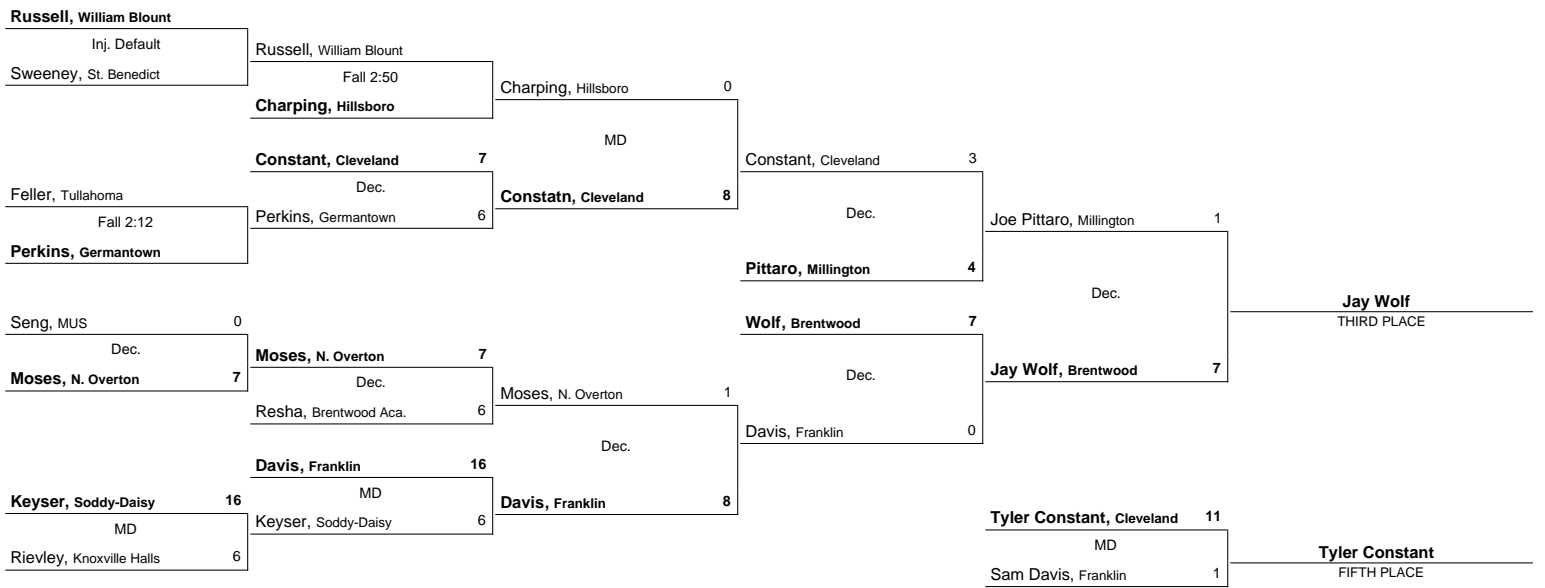 Russell, William Blount
Inj. Default
Sweeney, St. Benedict
Feller, Tullahoma
Fall 2:12
Perkins, Germantown
Seng, MUS 0
Dec.
Moses, N. Overton 7
Keyser, Soddy-Daisy 16
MD
Rievley, Knoxville Halls 6
Russell, William Blount
Fall 2:50
Charping, Hillsboro
Constant, Cleveland 7
Dec.
Perkins, Germantown 6
Moses, N. Overton 7
Dec.
Resha, Brentwood Aca. 6
Davis, Franklin 16
MD
Keyser, Soddy-Daisy 6
Charping, Hillsboro 0
MD
Constatn, Cleveland 8
Moses, N. Overton 1
Dec.
Davis, Franklin 8
Constant, Cleveland 3
Dec.
Pittaro, Millington 4
Wolf, Brentwood 7
Dec.
Davis, Franklin 0
Joe Pittaro, Millington 1
Dec.
Jay Wolf, Brentwood 7
Jay Wolf
THIRD PLACE
Tyler Constant, Cleveland 11
MD
Sam Davis, Franklin 1
Tyler Constant
FIFTH PLACE